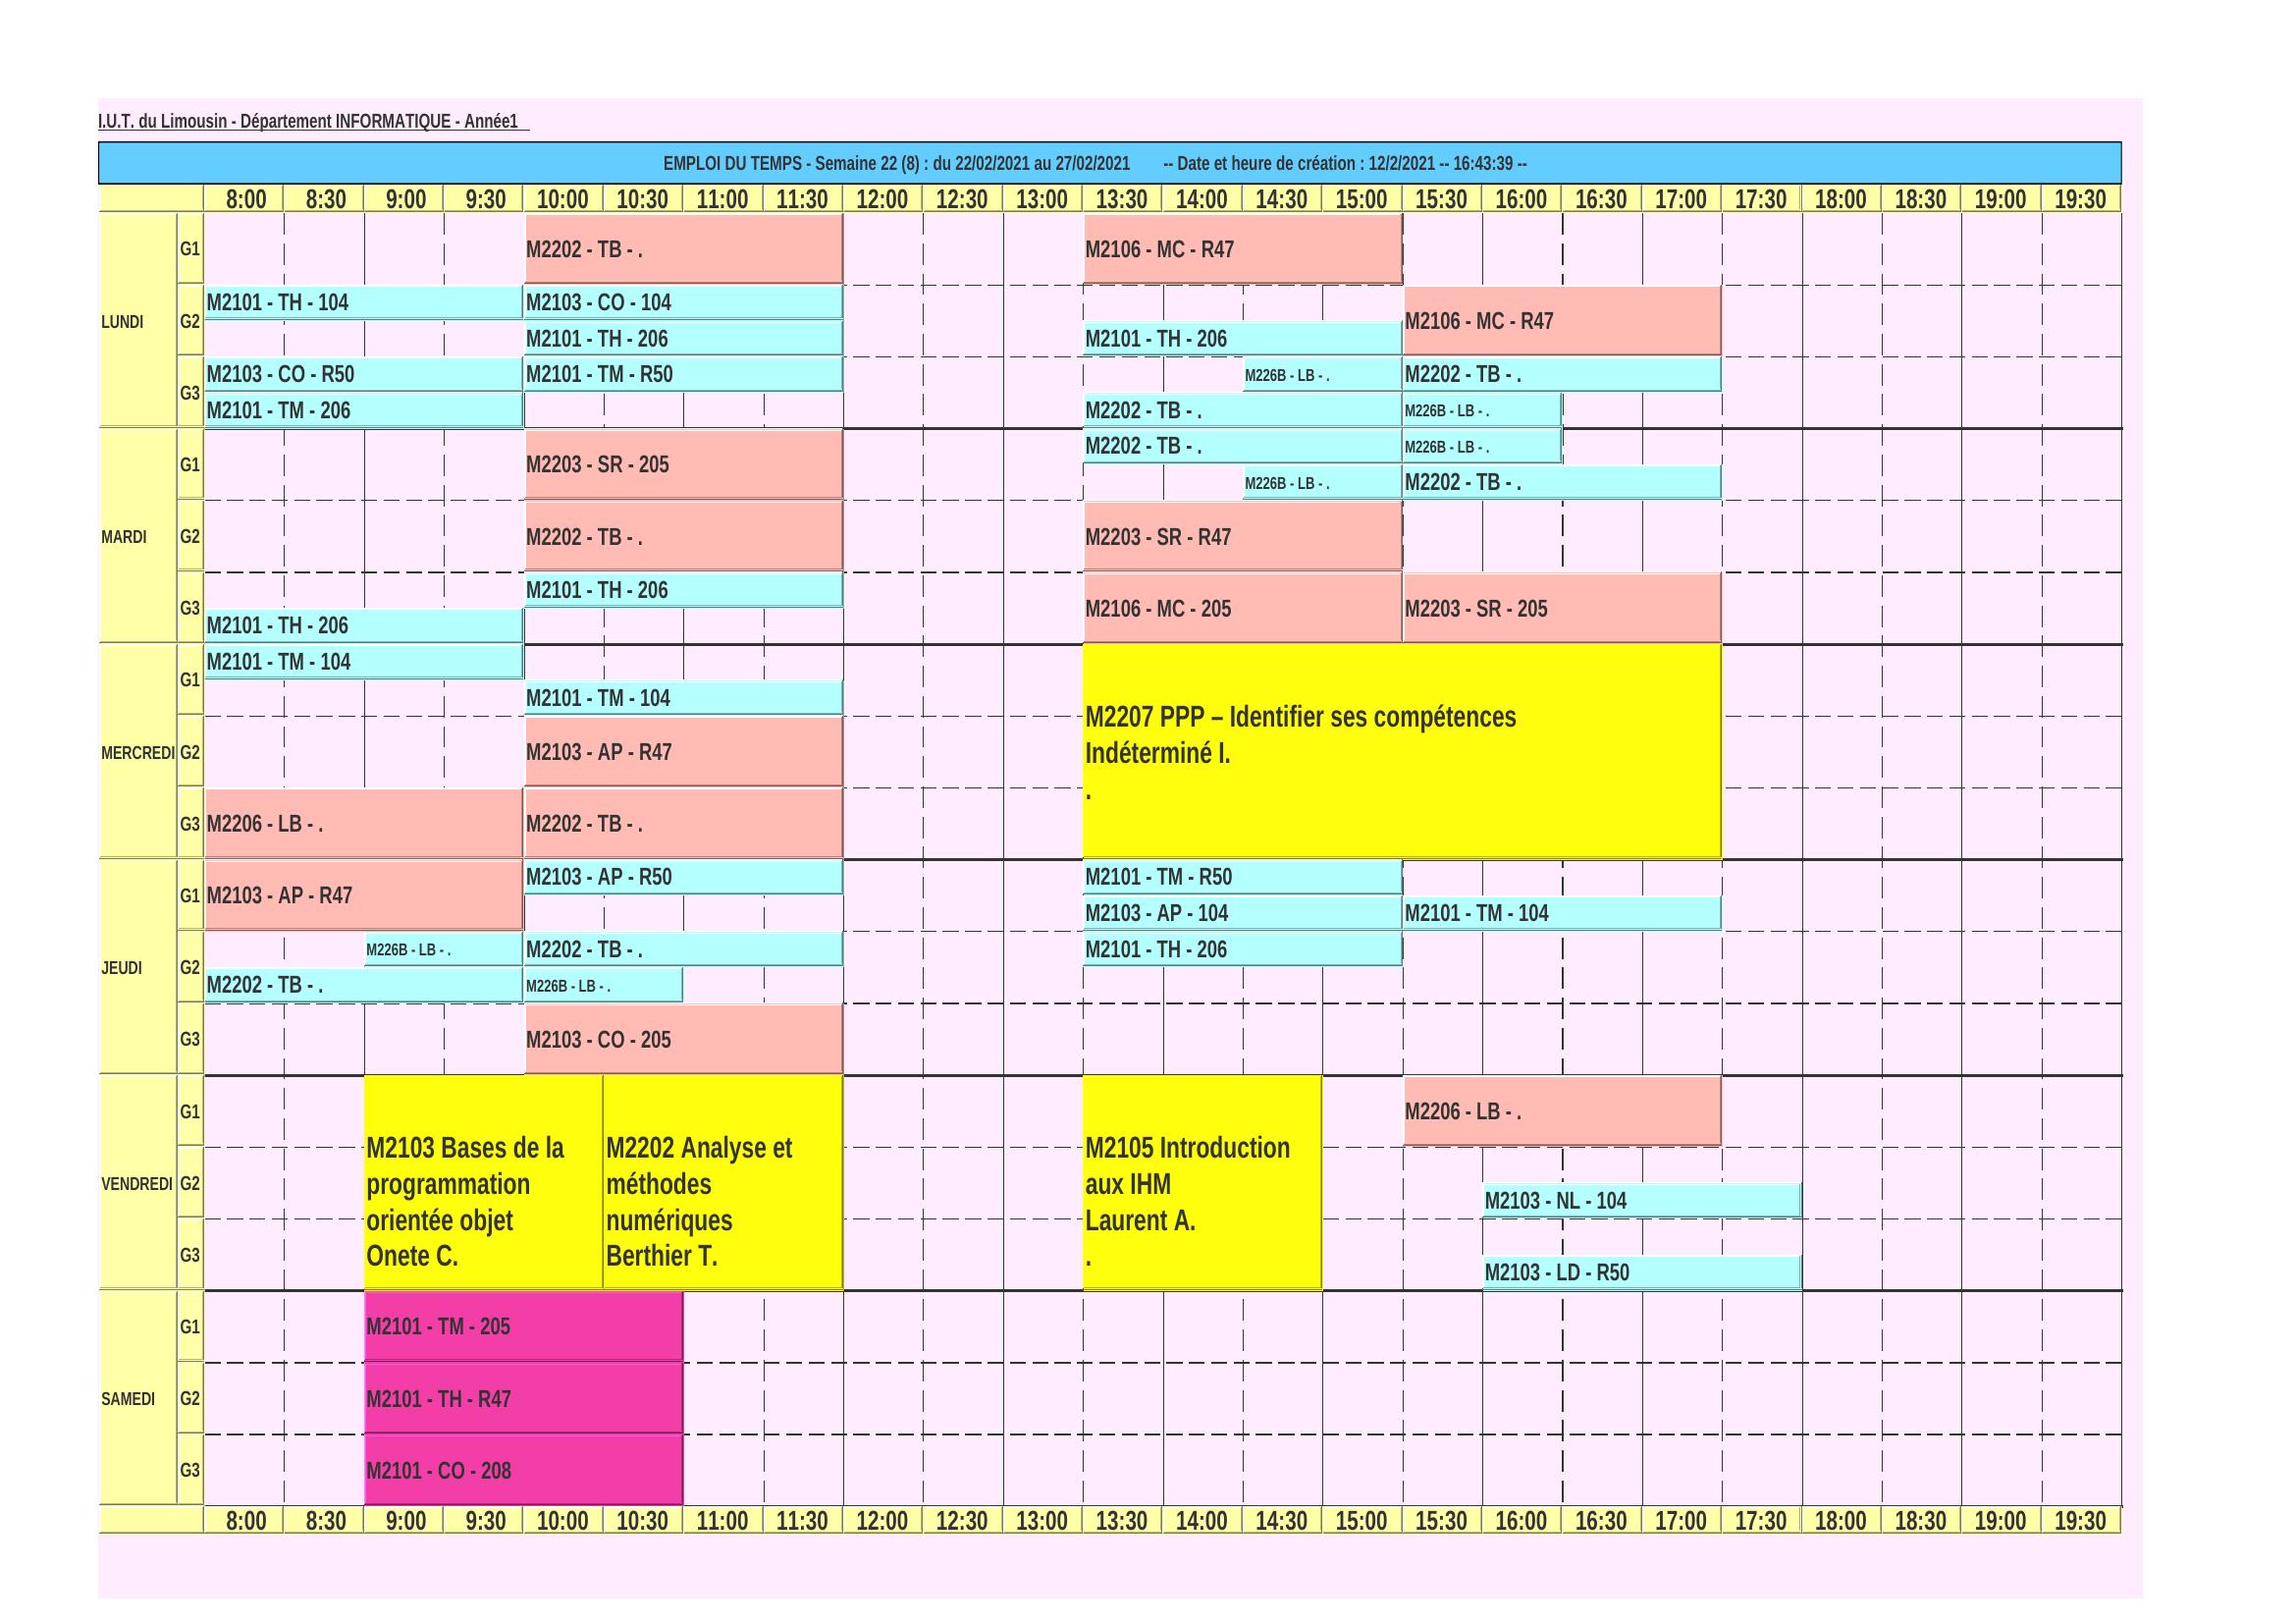 I.U.T. du Limousin - Département INFORMATIQUE - Année1
EMPLOI DU TEMPS - Semaine 22 (8) : du 22/02/2021 au 27/02/2021 -- Date et heure de création : 12/2/2021 -- 16:43:39 --
8:00 8:30 9:00 9:30 10:00 10:30 11:00 11:30 12:00 12:30 13:00 13:30 14:00 14:30 15:00 15:30 16:00 16:30 17:00 17:30 18:00 18:30 19:00 19:30
LUNDI
G1
M2202 - TB - . M2106 - MC - R47
G2
M2101 - TH - 104 M2103 - CO - 104
M2106 - MC - R47
M2101 - TH - 206 M2101 - TH - 206
G3
M2103 - CO - R50 M2101 - TM - R50 M226B - LB - . M2202 - TB - .
M2101 - TM - 206 M2202 - TB - . M226B - LB - .
MARDI
G1
M2203 - SR - 205
M2202 - TB - . M226B - LB - .
M226B - LB - . M2202 - TB - .
G2
M2202 - TB - . M2203 - SR - R47
G3
M2101 - TH - 206
M2106 - MC - 205 M2203 - SR - 205
M2101 - TH - 206
MERCREDI
G1
M2101 - TM - 104
M2101 - TM - 104
M2207 PPP – Identifier ses compétences
Indéterminé I.
.
G2
M2103 - AP - R47
G3
M2206 - LB - . M2202 - TB - .
JEUDI
G1
M2103 - AP - R47
M2103 - AP - R50 M2101 - TM - R50
M2103 - AP - 104 M2101 - TM - 104
G2
M226B - LB - . M2202 - TB - . M2101 - TH - 206
M2202 - TB - . M226B - LB - .
G3
M2103 - CO - 205
VENDREDI
G1
M2206 - LB - .
M2103 Bases de la
programmation
orientée objet
Onete C.
M2202 Analyse et
méthodes
numériques
Berthier T.
M2105 Introduction
aux IHM
Laurent A.
.
G2
M2103 - NL - 104
G3
M2103 - LD - R50
SAMEDI
G1
M2101 - TM - 205
G2
M2101 - TH - R47
G3
M2101 - CO - 208
8:00 8:30 9:00 9:30 10:00 10:30 11:00 11:30 12:00 12:30 13:00 13:30 14:00 14:30 15:00 15:30 16:00 16:30 17:00 17:30 18:00 18:30 19:00 19:30